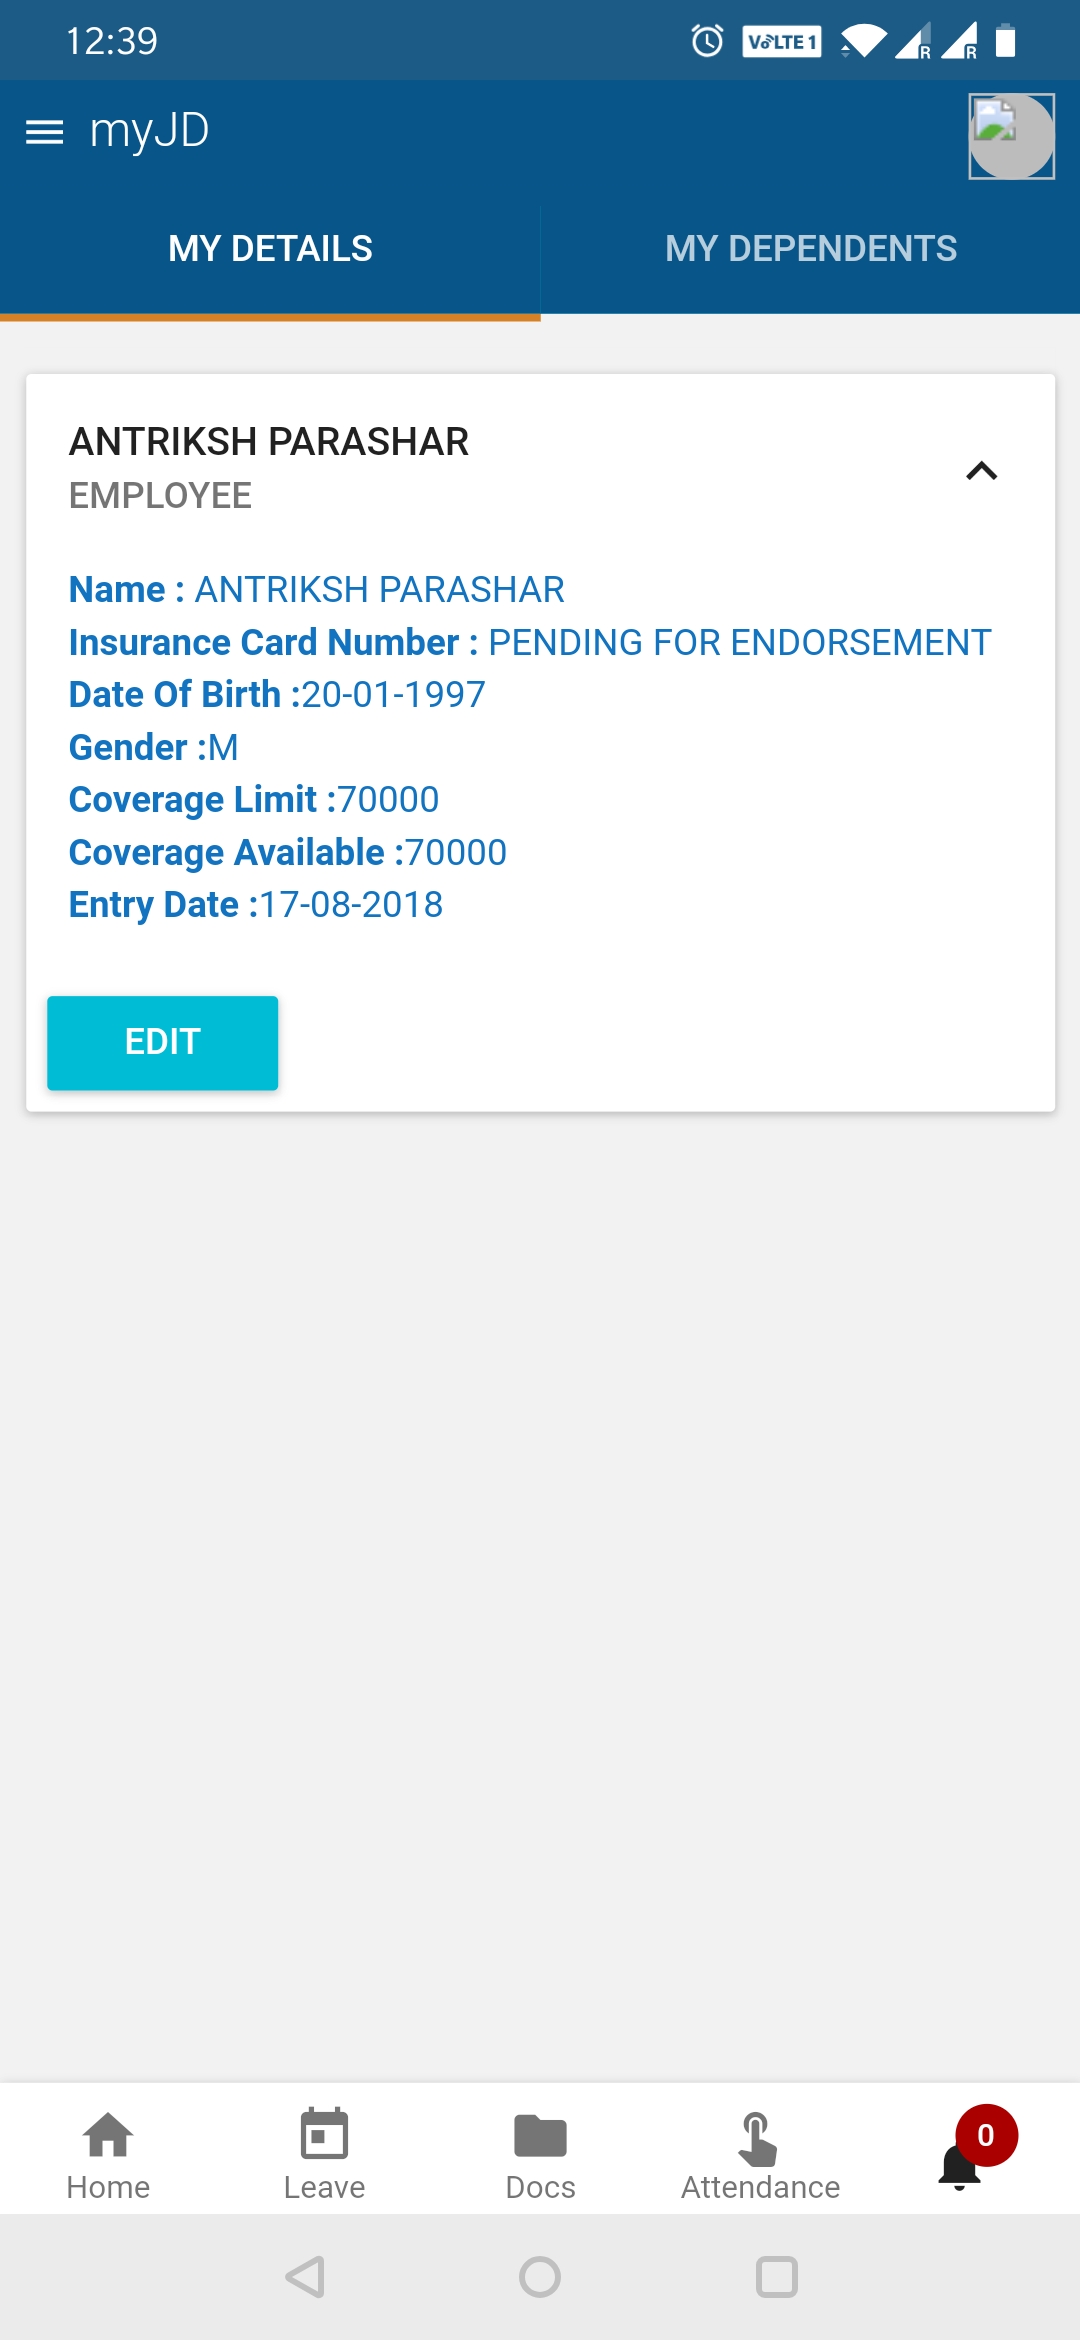 12:39
VoLTE 1
R R
myJD
MY DETAILS
MY DEPENDENTS
ANTRIKSH PARASHAR
EMPLOYEE
Name : ANTRIKSH PARASHAR
Insurance Card Number : PENDING FOR ENDORSEMENT
Date Of Birth :20-01-1997
Gender :M
Coverage Limit :70000
Coverage Available :70000
Entry Date :17-08-2018
EDIT
0
Home
Leave
Docs
Attendance